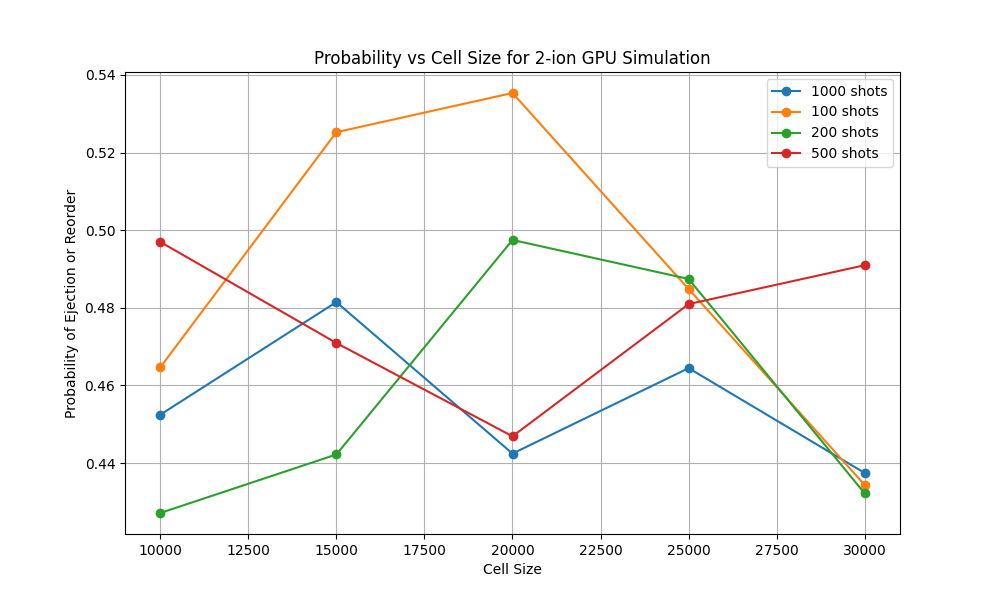 Probability vs Cell Size for 2-ion GPU Simulation
0.54
0.52
0.50
0.48
0.46
0.44
Probability of Ejection or Reorder
1000 shots
100 shots
200 shots
500 shots
10000 12500 15000 17500 20000 22500 25000 27500 30000
Cell Size